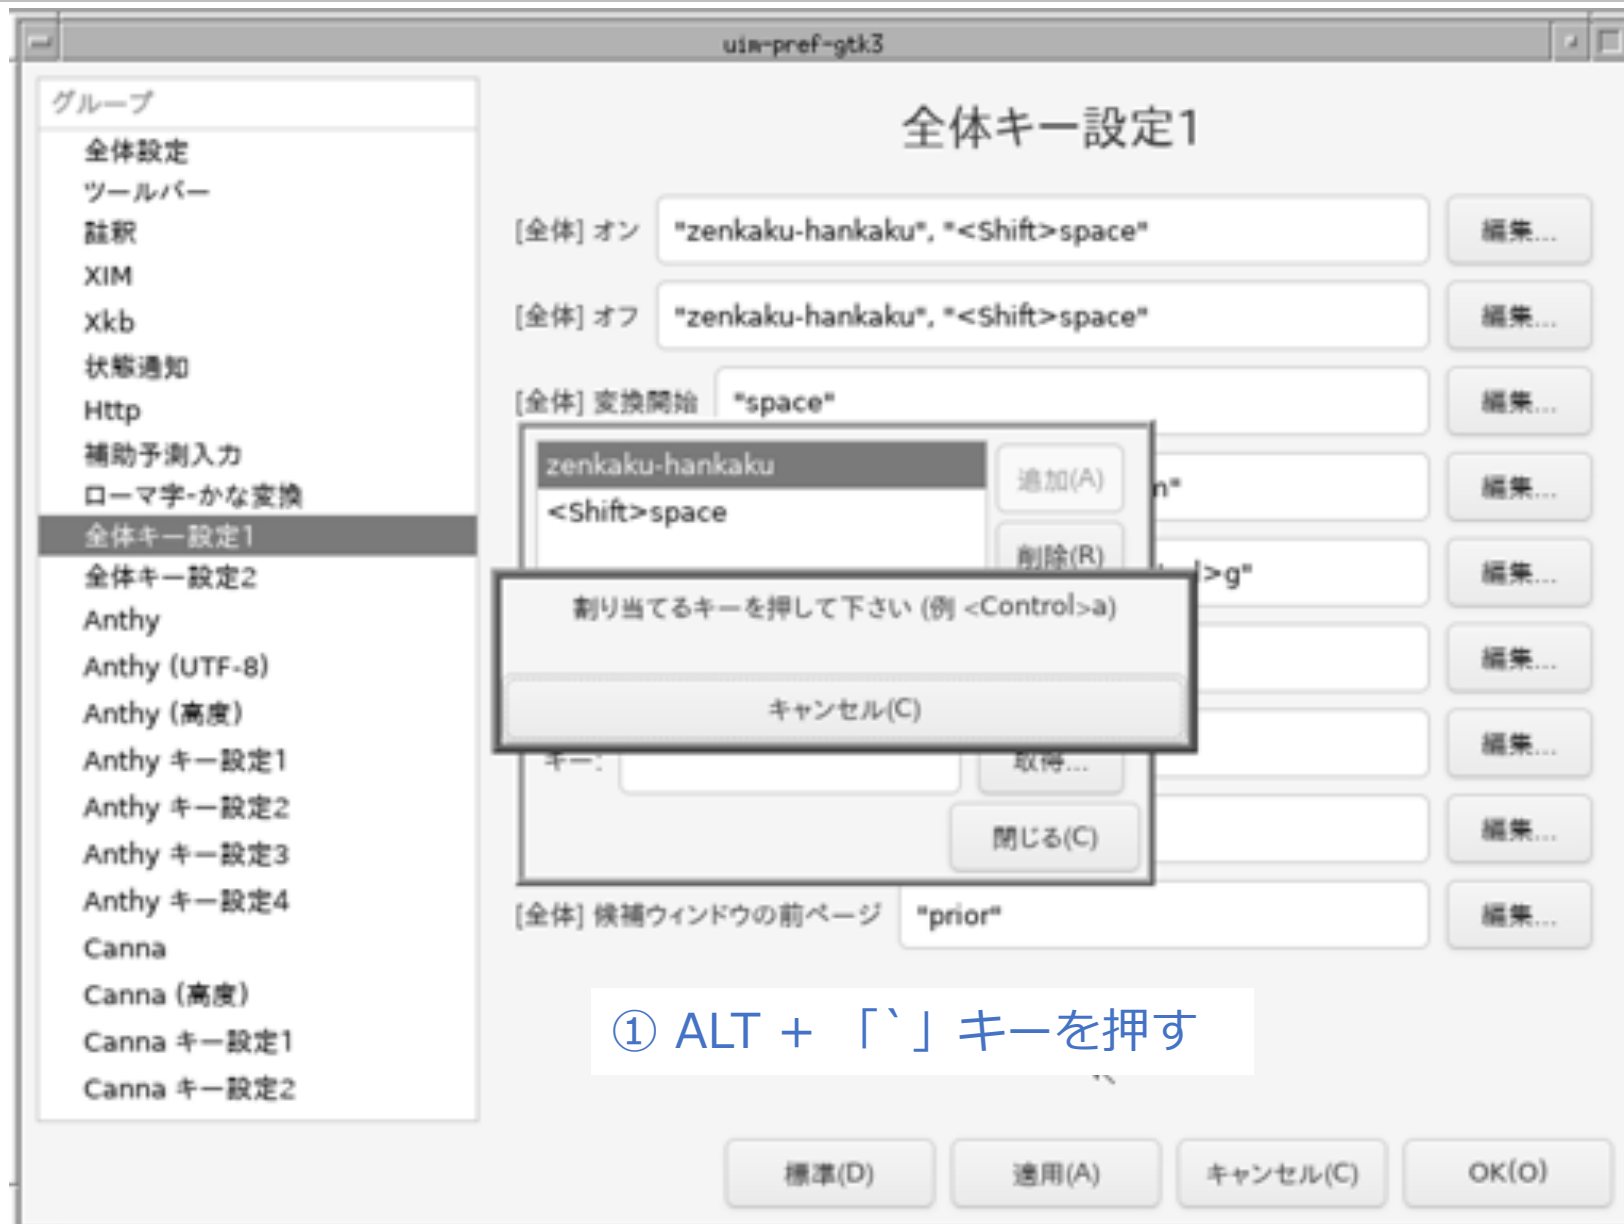 uim-pref-gtk3
グループ
全体設定
ツールバー
註釈
XIM
Xkb
状態通知
Http
補助予測入力
ローマ字-かな変換
全体キー設定1
全体キー設定2
Anthy
Anthy (UTF-8)
Anthy (高度)
Anthy キー設定1
Anthy キー設定2
Anthy キー設定3
Anthy キー設定4
Canna
Canna (高度)
Canna キー設定1
Canna キー設定2
全体キー設定1
[全体] オン "zenkaku-hankaku", "<Shift>space" 編集...
[全体] オフ "zenkaku-hankaku", "<Shift>space" 編集...
[全体] 変換開始 "space" 編集...
n" 編集...
>g" 編集...
編集...
編集...
編集...
[全体] 候補ウィンドウの前ページ "prior" 編集...
zenkaku-hankaku 追加(A)
<Shift>space
削除(R)
割り当てるキーを押して下さい (例 <Control>a)
キャンセル(C)
キー: 取得...
閉じる(C)
① ALT + 「`」キーを押す
標準(D) 適用(A) キャンセル(C) OK(O)